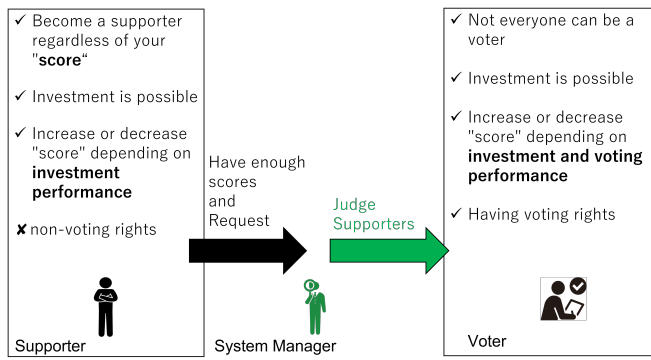 ✓ Become a supporter
regardless of your
"score“
✓ Investment is possible
✓ Increase or decrease
"score" depending on
investment
performance
✘ non-voting rights
Supporter
Have enough
scores
and
Request
System Manager
Judge
Supporters
✓ Not everyone can be a
voter
✓ Investment is possible
✓ Increase or decrease
"score" depending on
investment and voting
performance
✓ Having voting rights
Voter